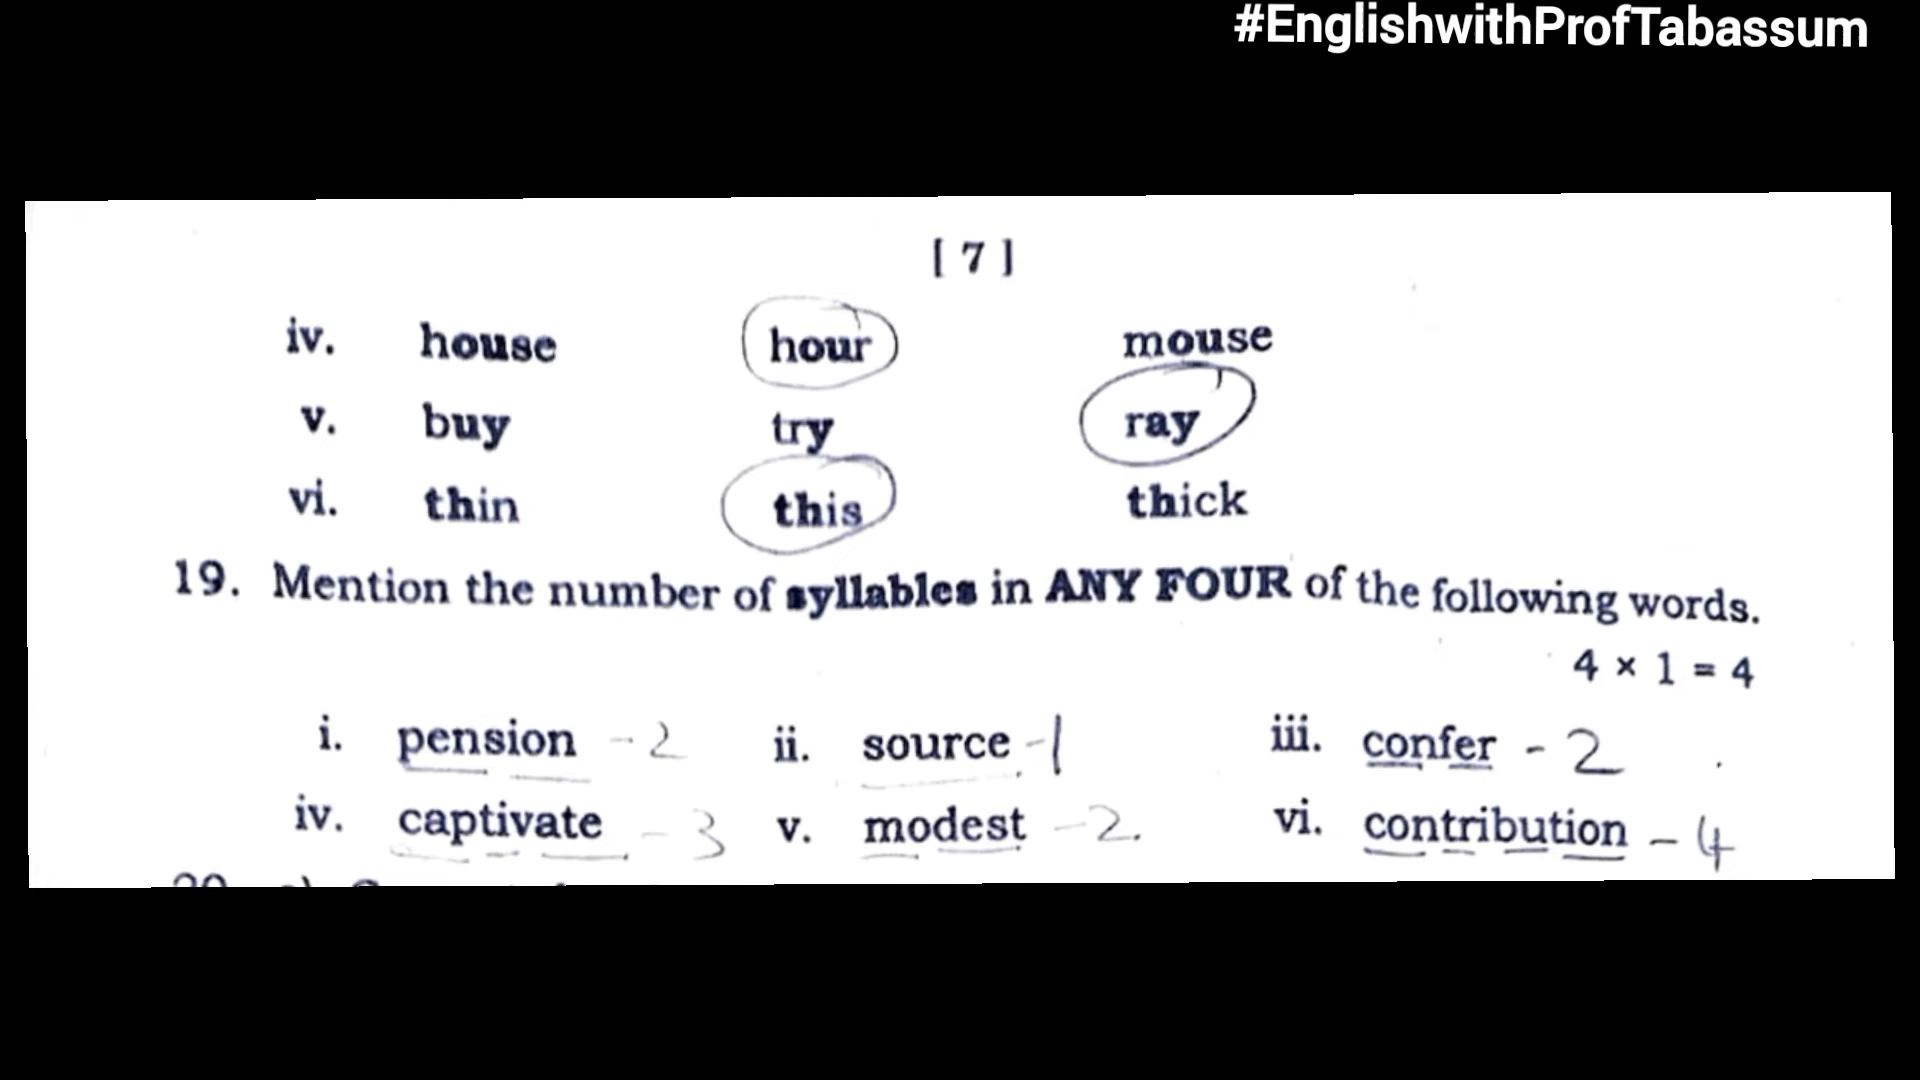 #EnglishwithProfTabassum
[ 7 ]
iv. house hour mouse
v. buy try ray
vi. thin this thick
19. Mention the number of syllables in ANY FOUR of the following words.
4 × 1 = 4
i. pension - 2 ii. source - 1 iii. confer - 2
iv. captivate - 3 v. modest - 2. vi. contribution - 4